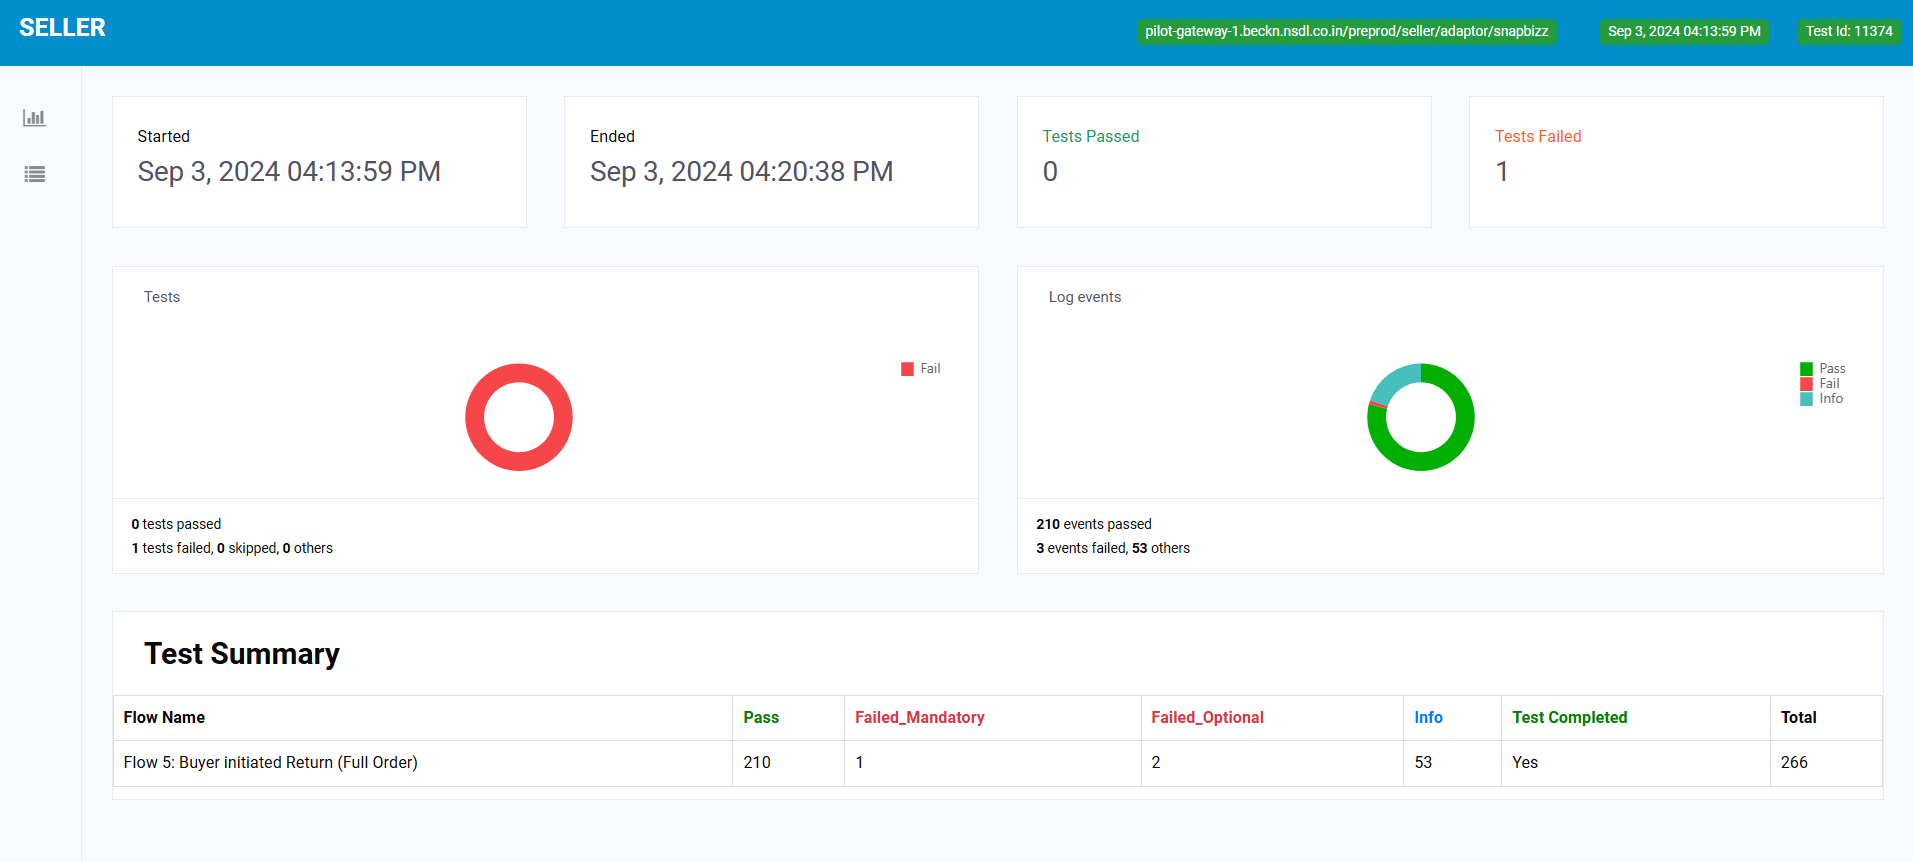 SELLER
pilot-gateway-1.beckn.nsdl.co.in/preprod/seller/adaptor/snapbizz
Sep 3, 2024 04:13:59 PM
Test Id: 11374
Started
Sep 3, 2024 04:13:59 PM
Ended
Sep 3, 2024 04:20:38 PM
Tests Passed
0
Tests Failed
1
Tests
Fail
0 tests passed
1 tests failed, 0 skipped, 0 others
Log events
Pass
Fail
Info
210 events passed
3 events failed, 53 others
Test Summary
Flow Name Pass Failed_Mandatory Failed_Optional Info Test Completed Total
Flow 5: Buyer initiated Return (Full Order) 210 1 2 53 Yes 266